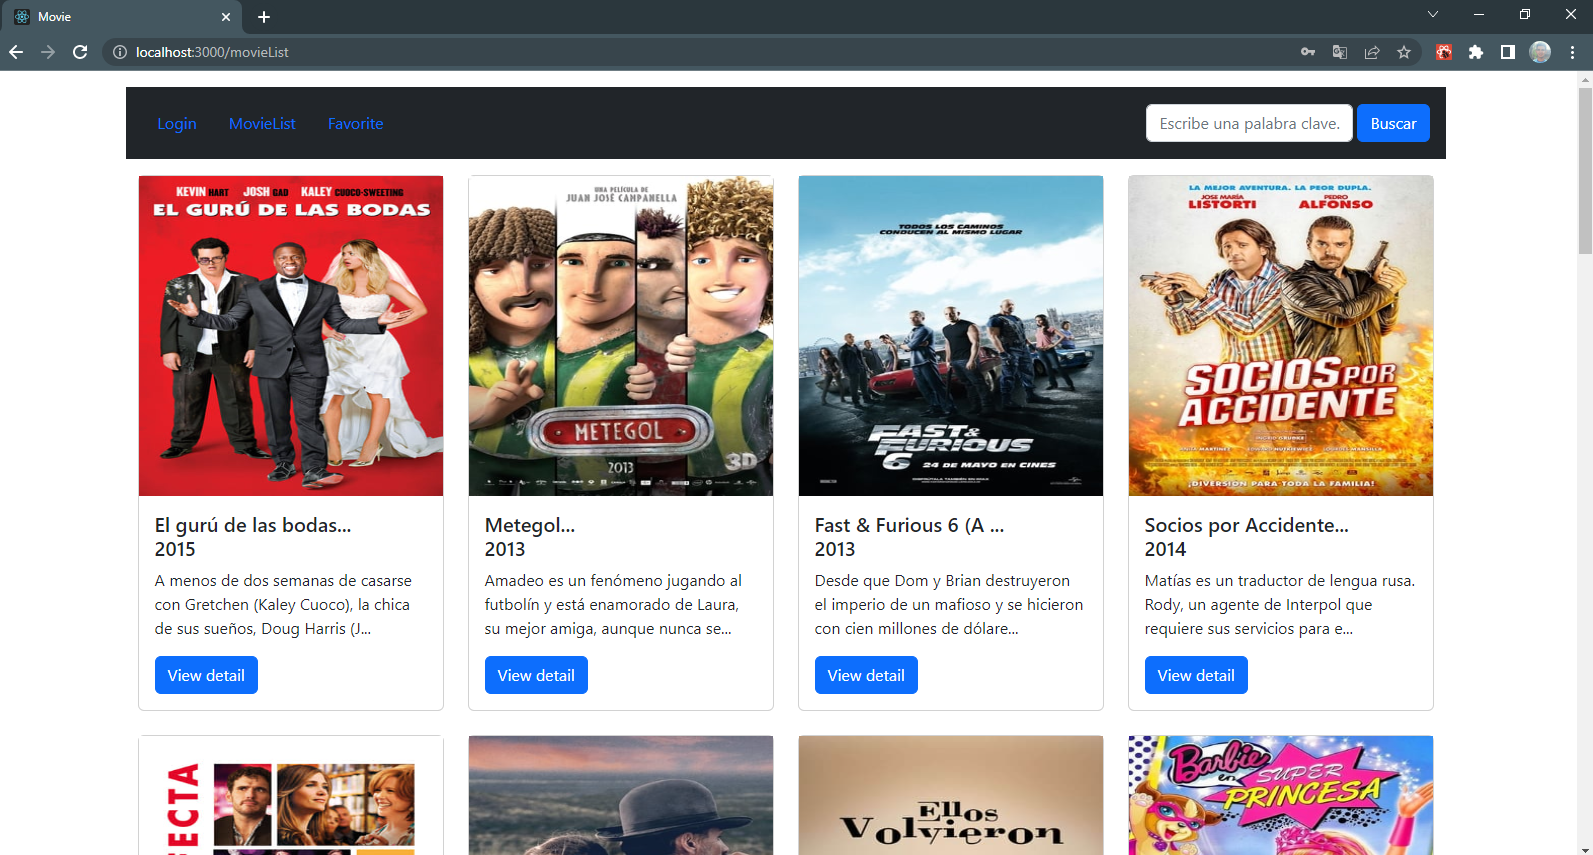 Movie
localhost:3000/movieList
Login MovieList Favorite
Escribe una palabra clave. Buscar
KEVIN HART JOSH GAD KALEY CUOCO-SWEETING
EL GURÚ DE LAS BODAS
El gurú de las bodas...
2015
A menos de dos semanas de casarse
con Gretchen (Kaley Cuoco), la chica
de sus sueños, Doug Harris (J...
View detail
UNA PELÍCULA DE
JUAN JOSÉ CAMPANELLA
METEGOL
2013
3D
Metegol...
2013
Amadeo es un fenómeno jugando al
futbolín y está enamorado de Laura,
su mejor amiga, aunque nunca se...
View detail
TODOS LOS CAMINOS
CONDUCEN AL MISMO LUGAR
FAST &
FURIOUS
6 24 DE MAYO EN CINES
Fast & Furious 6 (A ...
2013
Desde que Dom y Brian destruyeron
el imperio de un mafioso y se hicieron
con cien millones de dólare...
View detail
LA MEJOR AVENTURA. LA PEOR DUPLA.
JOSE MARÍA PEDRO
LISTORTI ALFONSO
SOCIOS POR
ACCIDENTE
INGRID GRUDKE
¡DIVERSIÓN PARA TODA LA FAMILIA!
Socios por Accidente...
2014
Matías es un traductor de lengua rusa.
Rody, un agente de Interpol que
requiere sus servicios para e...
View detail
ECTA
Ellos
Volvieron
Barbie
en SUPER
PRINCESA